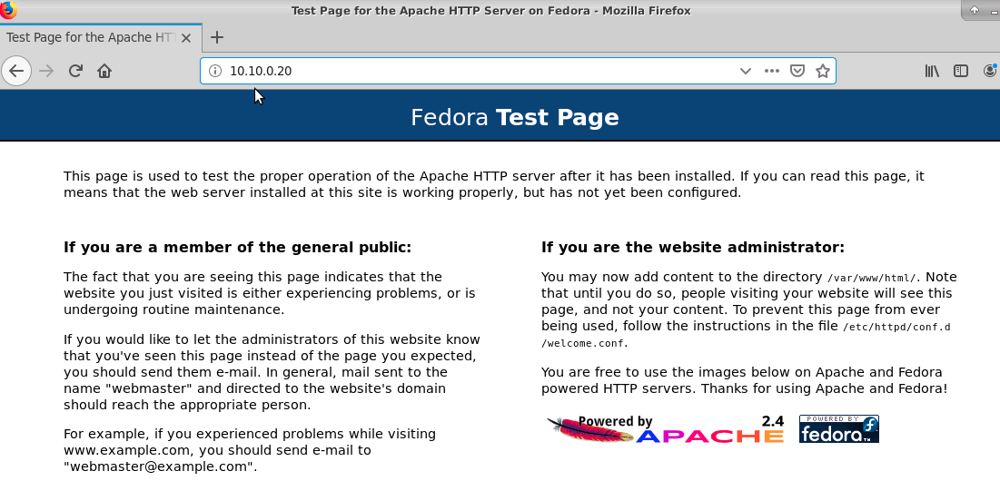 Test Page for the Apache HTTP Server on Fedora - Mozilla Firefox
Test Page for the Apache HTT
10.10.0.20
Fedora Test Page
This page is used to test the proper operation of the Apache HTTP server after it has been installed. If you can read this page, it
means that the web server installed at this site is working properly, but has not yet been configured.
If you are a member of the general public:
The fact that you are seeing this page indicates that the
website you just visited is either experiencing problems, or is
undergoing routine maintenance.
If you would like to let the administrators of this website know
that you've seen this page instead of the page you expected,
you should send them e-mail. In general, mail sent to the
name "webmaster" and directed to the website's domain
should reach the appropriate person.
For example, if you experienced problems while visiting
www.example.com, you should send e-mail to
"webmaster@example.com".
If you are the website administrator:
You may now add content to the directory /var/www/html/. Note
that until you do so, people visiting your website will see this
page, and not your content. To prevent this page from ever
being used, follow the instructions in the file /etc/httpd/conf.d
/welcome.conf.
You are free to use the images below on Apache and Fedora
powered HTTP servers. Thanks for using Apache and Fedora!
Powered by 2.4
APACHE
POWERED BY
fedora™